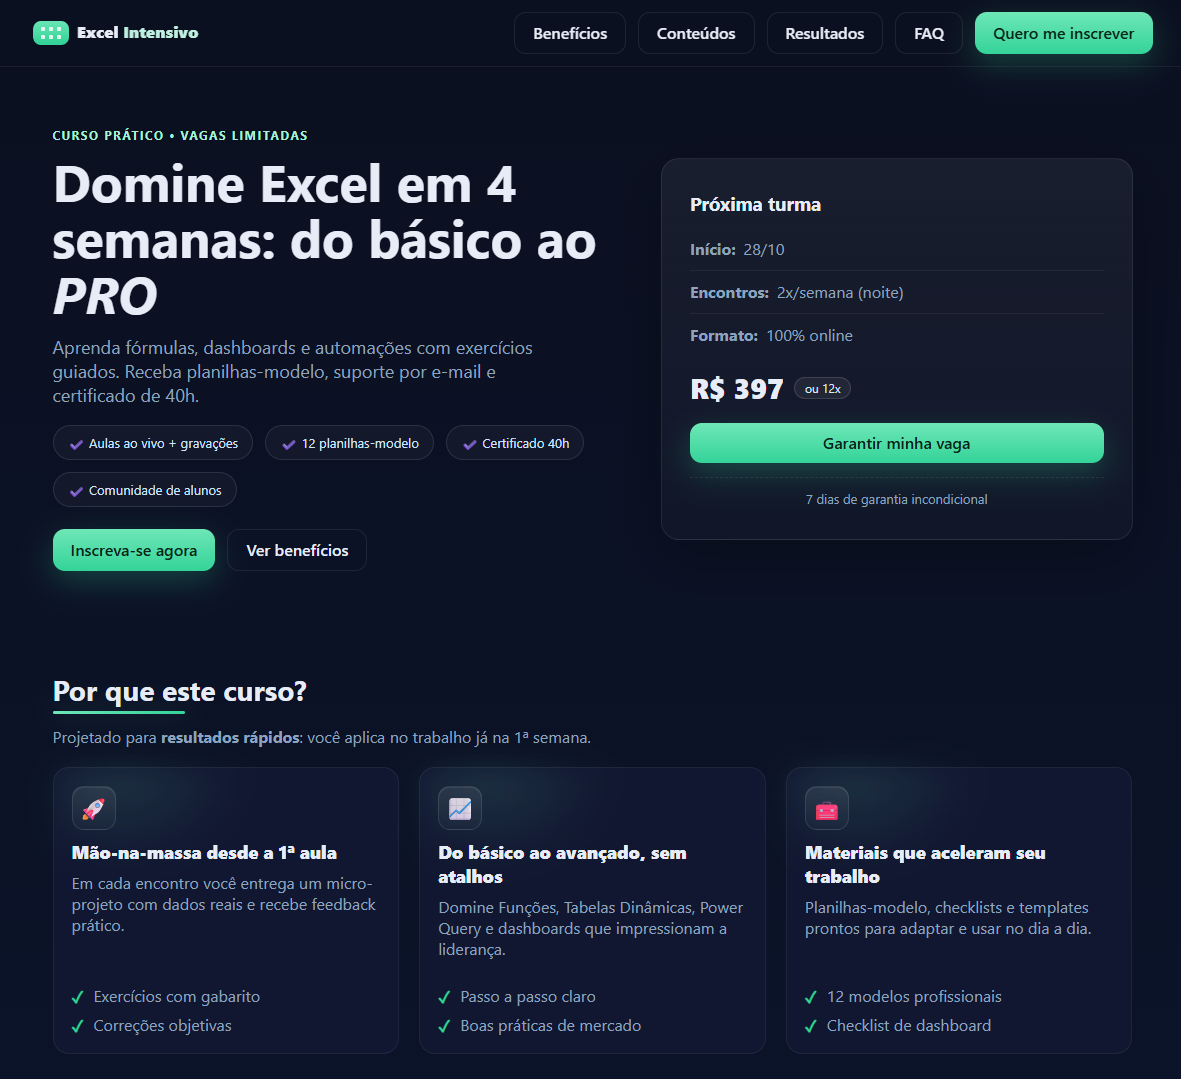 Excel Intensivo
Benefícios
Conteúdos
Resultados
FAQ
Quero me inscrever
CURSO PRÁTICO • VAGAS LIMITADAS
Domine Excel em 4
semanas: do básico ao
PRO
Aprenda fórmulas, dashboards e automações com exercícios
guiados. Receba planilhas-modelo, suporte por e-mail e
certificado de 40h.
Aulas ao vivo + gravações
12 planilhas-modelo
Certificado 40h
Comunidade de alunos
Inscreva-se agora
Ver benefícios
Próxima turma
Início: 28/10
Encontros: 2x/semana (noite)
Formato: 100% online
R$ 397
ou 12x
Garantir minha vaga
7 dias de garantia incondicional
Por que este curso?
Projetado para resultados rápidos: você aplica no trabalho já na 1ª semana.
Mão-na-massa desde a 1ª aula
Em cada encontro você entrega um micro-
projeto com dados reais e recebe feedback
prático.
✓ Exercícios com gabarito
✓ Correções objetivas
Do básico ao avançado, sem
atalhos
Domine Funções, Tabelas Dinâmicas, Power
Query e dashboards que impressionam a
liderança.
✓ Passo a passo claro
✓ Boas práticas de mercado
Materiais que aceleram seu
trabalho
Planilhas-modelo, checklists e templates
prontos para adaptar e usar no dia a dia.
✓ 12 modelos profissionais
✓ Checklist de dashboard